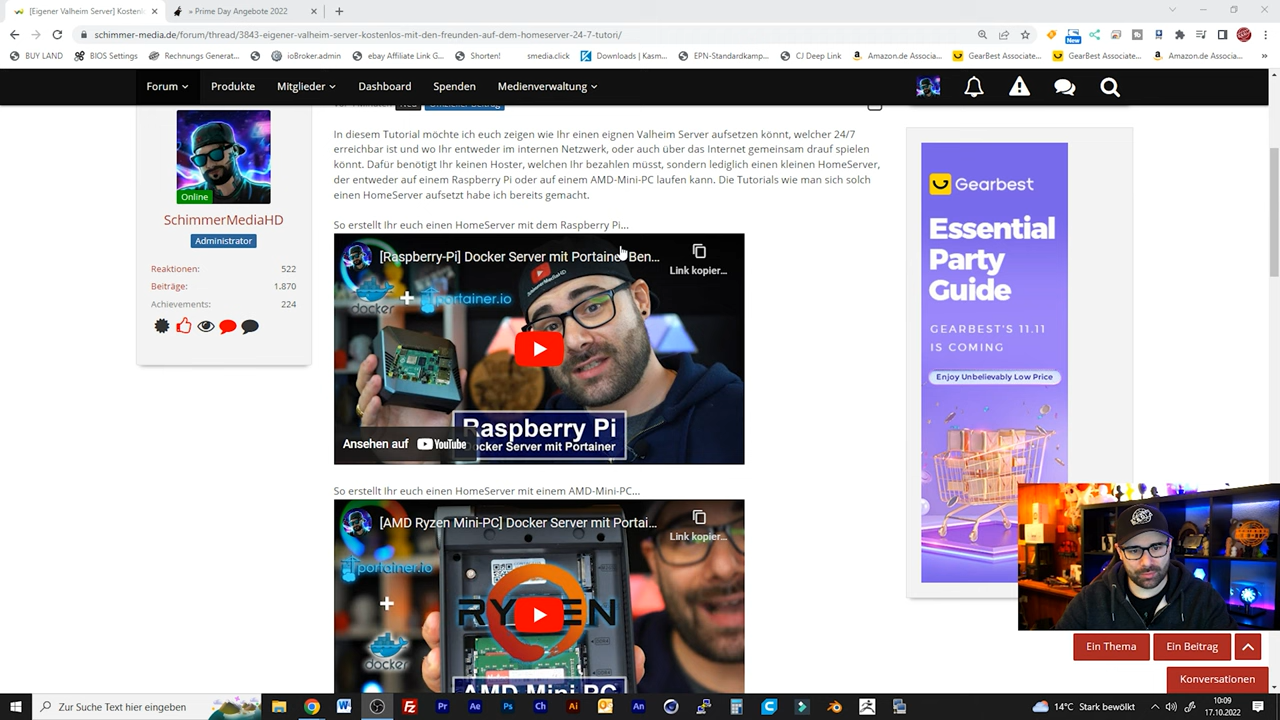 [Eigener Valheim Server] Kostenlo
» Prime Day Angebote 2022
schimmer-media.de/forum/thread/3843-eigener-valheim-server-kostenlos-mit-den-freunden-auf-dem-homeserver-24-7-tutori/
New
BUY LAND
BIOS Settings
Rechnungs Generat...
ioBroker.admin
ebay Affiliate Link G...
Shorten!
smedia.click
Downloads | Kasm...
EPN-Standardkamp...
CJ Deep Link
Amazon.de Associa...
GearBest Associate...
GearBest Associate...
Amazon.de Associa...
Forum
Produkte
Mitglieder
Dashboard
Spenden
Medienverwaltung
In diesem Tutorial möchte ich euch zeigen wie Ihr einen eignen Valheim Server aufsetzen könnt, welcher 24/7
erreichbar ist und wo Ihr entweder im internen Netzwerk, oder auch über das Internet gemeinsam drauf spielen
könnt. Dafür benötigt Ihr keinen Hoster, welchen Ihr bezahlen müsst, sondern lediglich einen kleinen HomeServer,
der entweder auf einem Raspberry Pi oder auf einem AMD-Mini-PC laufen kann. Die Tutorials wie man sich solch
einen HomeServer aufsetzt habe ich bereits gemacht.
Online
SchimmerMediaHD
Administrator
Reaktionen: 522
Beiträge: 1.870
Achievements: 224
So erstellt Ihr euch einen HomeServer mit dem Raspberry Pi...
[Raspberry-Pi] Docker Server mit Portainer Ben...
Link kopier...
docker
+
portainer.io
Raspberry Pi
Docker Server mit Portainer
Ansehen auf YouTube
So erstellt Ihr euch einen HomeServer mit einem AMD-Mini-PC...
[AMD Ryzen Mini-PC] Docker Server mit Portai...
Link kopier...
portainer.io
+
RYZEN
docker
AMD Mini PC
Gearbest
Essential
Party
Guide
GEARBEST'S 11.11
IS COMING
Enjoy Unbelievably Low Price
Ein Thema
Ein Beitrag
Konversationen
Zur Suche Text hier eingeben
14°C Stark bewölkt
10:09
17.10.2022